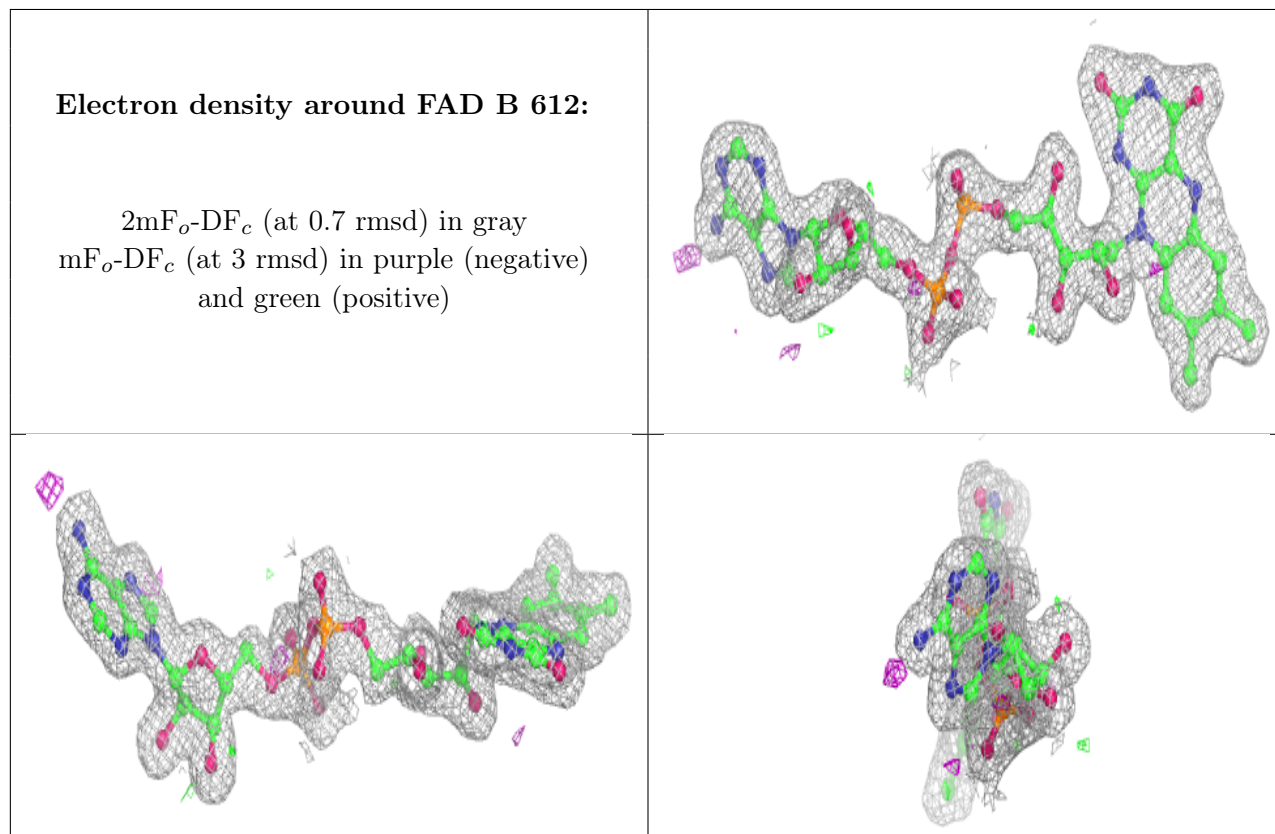 Electron density around FAD B 612:
2mFo-DFc (at 0.7 rmsd) in gray
mFo-DFc (at 3 rmsd) in purple (negative)
and green (positive)